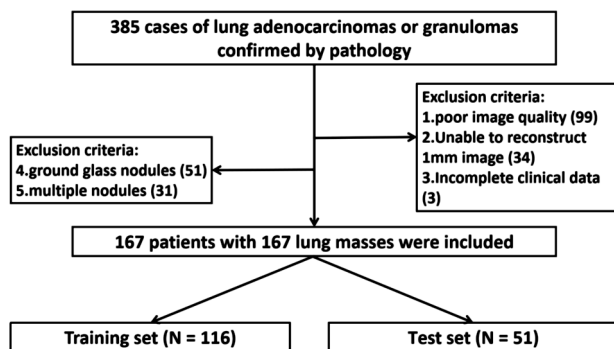 385 cases of lung adenocarcinomas or granulomas
confirmed by pathology
Exclusion criteria:
1.poor image quality (99)
2.Unable to reconstruct
1mm image (34)
3.Incomplete clinical data
(3)
Exclusion criteria:
4.ground glass nodules (51)
5.multiple nodules (31)
167 patients with 167 lung masses were included
Training set (N = 116)
Test set (N = 51)